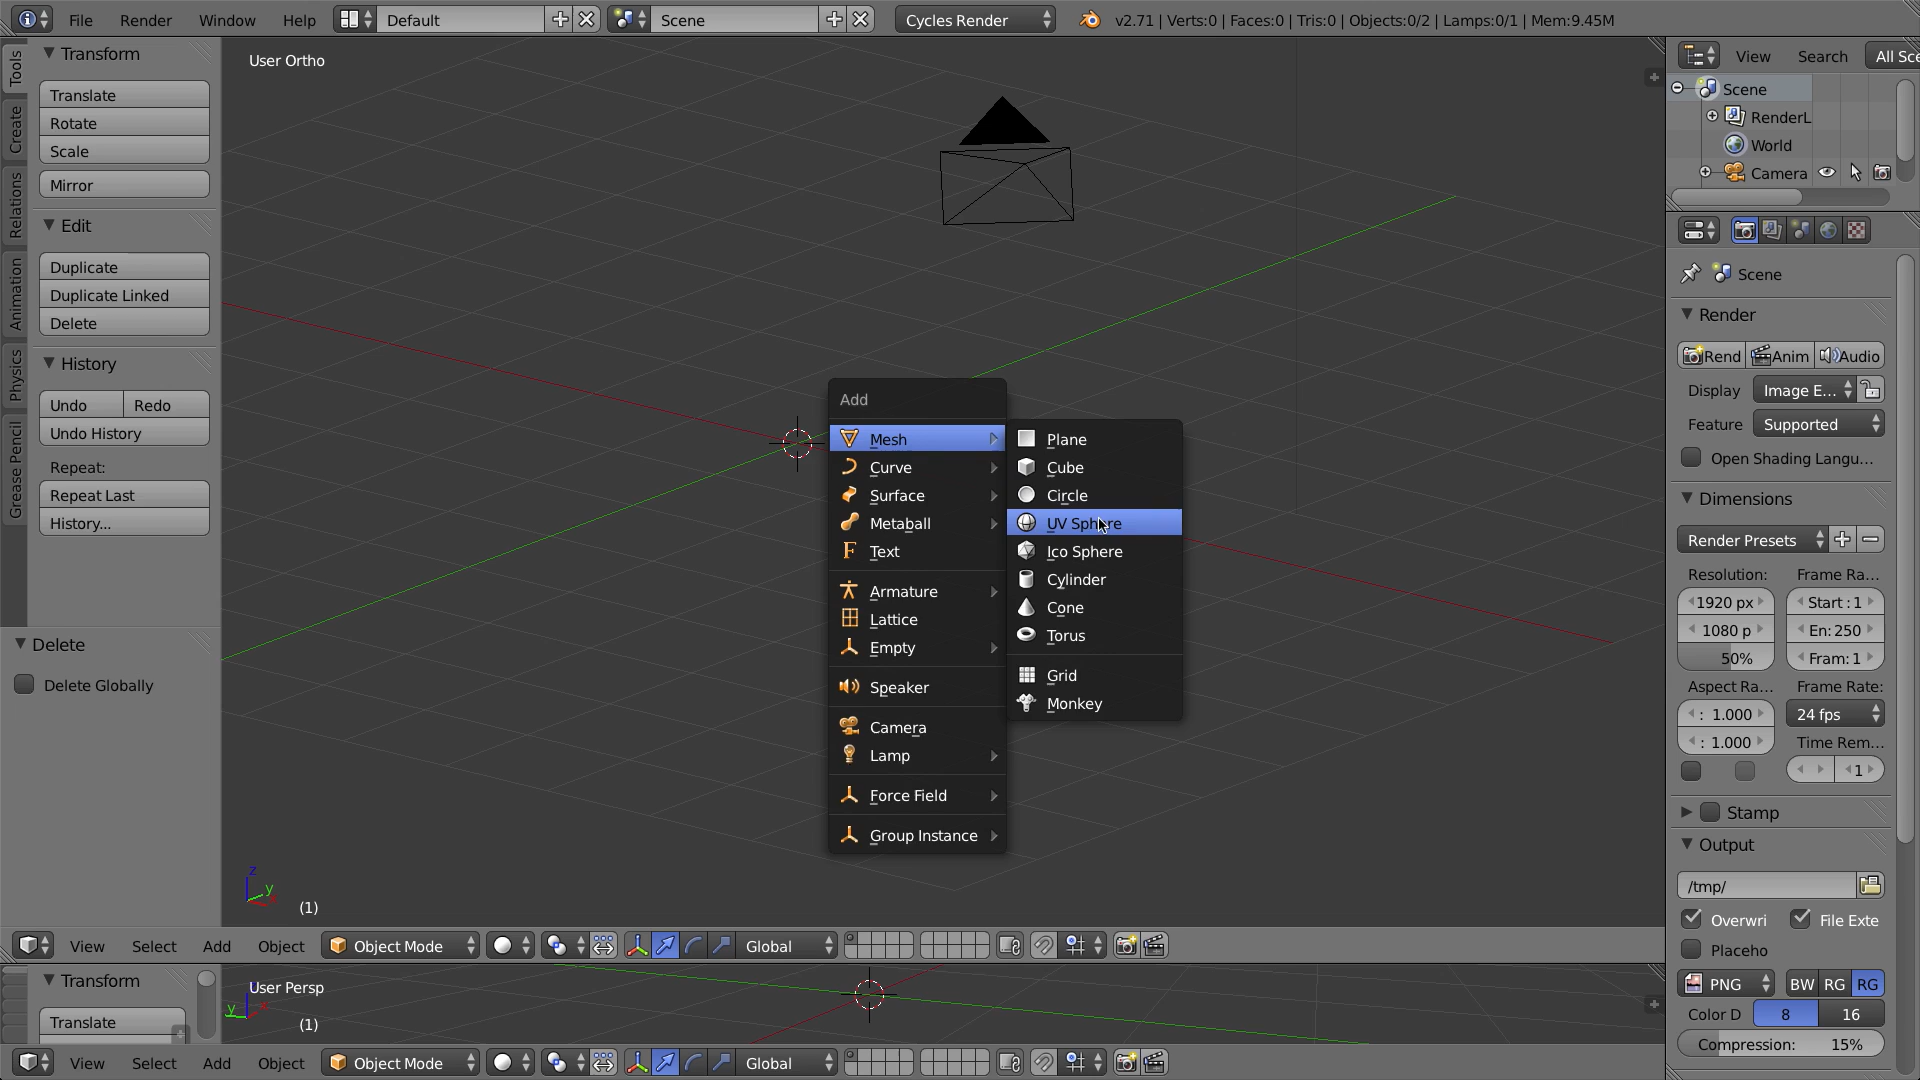 File Render Window Help Default Scene Cycles Render v2.71 | Verts:0 | Faces:0 | Tris:0 | Objects:0/2 | Lamps:0/1 | Mem:9.45M
Tools
Create
Relations
Animation
Physics
Grease Pencil
Transform
Translate
Rotate
Scale
Mirror
Edit
Duplicate
Duplicate Linked
Delete
History
Undo Redo
Undo History
Repeat:
Repeat Last
History...
Delete
Delete Globally
User Ortho
Add
Mesh
Curve
Surface
Metaball
Text
Armature
Lattice
Empty
Speaker
Camera
Lamp
Force Field
Group Instance
Plane
Cube
Circle
UV Sphere
Ico Sphere
Cylinder
Cone
Torus
Grid
Monkey
z
y
(1)
View Select Add Object Object Mode Global
Transform
Translate
User Persp
y
(1)
View Select Add Object Object Mode Global
View Search All Sce
Scene
RenderL
World
Camera
Scene
Render
Rend Anim Audio
Display Image E...
Feature Supported
Open Shading Langu...
Dimensions
Render Presets
Resolution: Frame Ra...
1920 px Start : 1
1080 p En: 250
50% Fram: 1
Aspect Ra... Frame Rate:
: 1.000 24 fps
: 1.000 Time Rem...
1
Stamp
Output
/tmp/
Overwri File Exte
Placeho
PNG BW RG RG
Color D 8 16
Compression: 15%